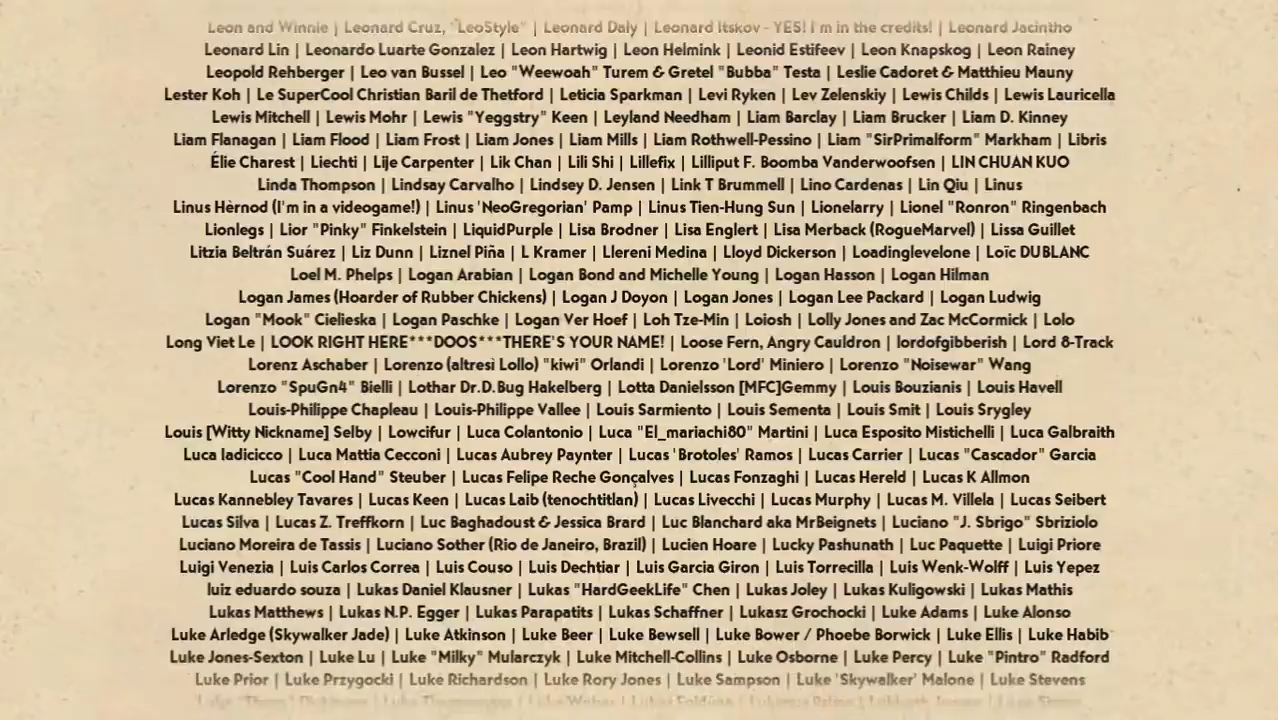 Leon and Winnie | Leonard Cruz, "LeoStyle" | Leonard Daly | Leonard Itskov - YES! I'm in the credits! | Leonard Jacintho
Leonard Lin | Leonardo Luarte Gonzalez | Leon Hartwig | Leon Helmink | Leonid Estifeev | Leon Knapskog | Leon Rainey
Leopold Rehberger | Leo van Bussel | Leo "Weewoah" Turem & Gretel "Bubba" Testa | Leslie Cadoret & Matthieu Mauny
Lester Koh | Le SuperCool Christian Baril de Thetford | Leticia Sparkman | Levi Ryken | Lev Zelenskiy | Lewis Childs | Lewis Lauricella
Lewis Mitchell | Lewis Mohr | Lewis "Yeggstry" Keen | Leyland Needham | Liam Barclay | Liam Brucker | Liam D. Kinney
Liam Flanagan | Liam Flood | Liam Frost | Liam Jones | Liam Mills | Liam Rothwell-Pessino | Liam "SirPrimalform" Markham | Libris
Élie Charest | Liechti | Lije Carpenter | Lik Chan | Lili Shi | Lillefix | Lilliput F. Boomba Vanderwoofsen | LIN CHUAN KUO
Linda Thompson | Lindsay Carvalho | Lindsey D. Jensen | Link T Brummell | Lino Cardenas | Lin Qiu | Linus
Linus Hèrnod (I'm in a videogame!) | Linus 'NeoGregorian' Pamp | Linus Tien-Hung Sun | Lionelarry | Lionel "Ronron" Ringenbach
Lionlegs | Lior "Pinky" Finkelstein | LiquidPurple | Lisa Brodner | Lisa Englert | Lisa Merback (RogueMarvel) | Lissa Guillet
Litzia Beltrán Suárez | Liz Dunn | Liznel Piña | L Kramer | Llereni Medina | Lloyd Dickerson | Loadinglevelone | Loïc DUBLANC
Loel M. Phelps | Logan Arabian | Logan Bond and Michelle Young | Logan Hasson | Logan Hilman
Logan James (Hoarder of Rubber Chickens) | Logan J Doyon | Logan Jones | Logan Lee Packard | Logan Ludwig
Logan "Mook" Cielieska | Logan Paschke | Logan Ver Hoef | Loh Tze-Min | Loiosh | Lolly Jones and Zac McCormick | Lolo
Long Viet Le | LOOK RIGHT HERE***DOOS***THERE'S YOUR NAME! | Loose Fern, Angry Cauldron | lordofgibberish | Lord 8-Track
Lorenz Aschaber | Lorenzo (altresì Lollo) "kiwi" Orlandi | Lorenzo 'Lord' Miniero | Lorenzo "Noisewar" Wang
Lorenzo "SpuGn4" Bielli | Lothar Dr.D.Bug Hakelberg | Lotta Danielsson [MFC]Gemmy | Louis Bouzianis | Louis Havell
Louis-Philippe Chapleau | Louis-Philippe Vallee | Louis Sarmiento | Louis Sementa | Louis Smit | Louis Srygley
Louis [Witty Nickname] Selby | Lowcifur | Luca Colantonio | Luca "El_mariachi80" Martini | Luca Esposito Mistichelli | Luca Galbraith
Luca Iadicicco | Luca Mattia Cecconi | Lucas Aubrey Paynter | Lucas 'Brotoles' Ramos | Lucas Carrier | Lucas "Cascador" Garcia
Lucas "Cool Hand" Steuber | Lucas Felipe Reche Gonçalves | Lucas Fonzaghi | Lucas Hereld | Lucas K Allmon
Lucas Kannebley Tavares | Lucas Keen | Lucas Laib (tenochtitlan) | Lucas Livecchi | Lucas Murphy | Lucas M. Villela | Lucas Seibert
Lucas Silva | Lucas Z. Treffkorn | Luc Baghadoust & Jessica Brard | Luc Blanchard aka MrBeignets | Luciano "J. Sbrigo" Sbriziolo
Luciano Moreira de Tassis | Luciano Sother (Rio de Janeiro, Brazil) | Lucien Hoare | Lucky Pashunath | Luc Paquette | Luigi Priore
Luigi Venezia | Luis Carlos Correa | Luis Couso | Luis Dechtiar | Luis Garcia Giron | Luis Torrecilla | Luis Wenk-Wolff | Luis Yepez
luiz eduardo souza | Lukas Daniel Klausner | Lukas "HardGeekLife" Chen | Lukas Joley | Lukas Kuligowski | Lukas Mathis
Lukas Matthews | Lukas N.P. Egger | Lukas Parapatits | Lukas Schaffner | Lukasz Grochocki | Luke Adams | Luke Alonso
Luke Arledge (Skywalker Jade) | Luke Atkinson | Luke Beer | Luke Bewsell | Luke Bower / Phoebe Borwick | Luke Ellis | Luke Habib
Luke Jones-Sexton | Luke Lu | Luke "Milky" Mularczyk | Luke Mitchell-Collins | Luke Osborne | Luke Percy | Luke "Pintro" Radford
Luke Prior | Luke Przygocki | Luke Richardson | Luke Rory Jones | Luke Sampson | Luke 'Skywalker' Malone | Luke Stevens